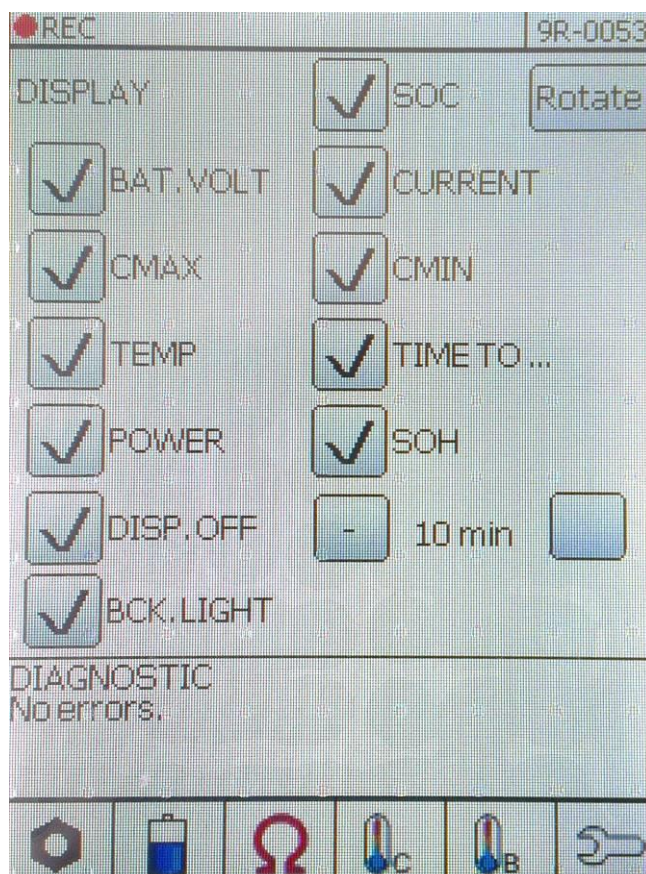 REC 9R-0053
DISPLAY SOC Rotate
BAT.VOLT CURRENT
CMAX CMIN
TEMP TIME TO ...
POWER SOH
DISP.OFF - 10 min
BCK.LIGHT
DIAGNOSTIC
No errors.
C B